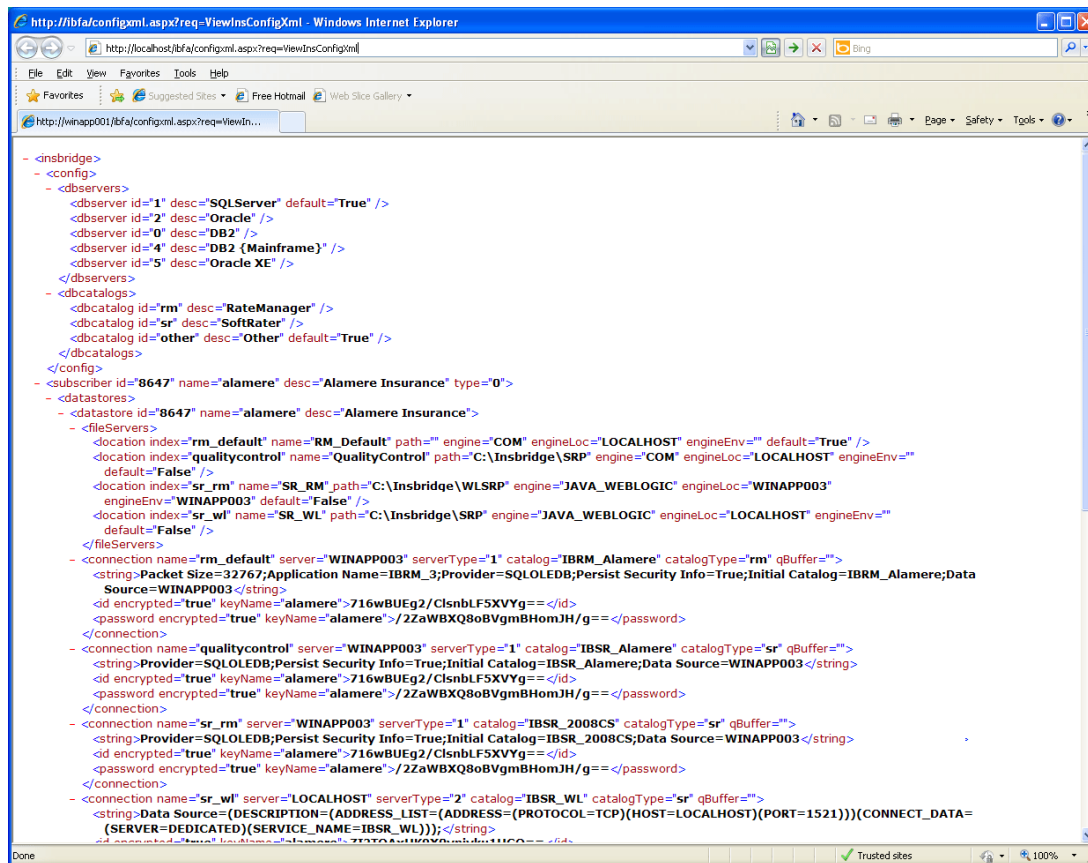 http://ibfa/configxml.aspx?req=ViewInsConfigXml - Windows Internet Explorer
http://localhost/ibfa/configxml.aspx?req=ViewInsConfigXml
Bing
File Edit View Favorites Tools Help
Favorites Suggested Sites Free Hotmail Web Slice Gallery
http://winapp001/ibfa/configxml.aspx?req=ViewIn... Page Safety Tools
- <insbridge>
- <config>
- <dbservers>
<dbserver id="1" desc="SQLServer" default="True" />
<dbserver id="2" desc="Oracle" />
<dbserver id="0" desc="DB2" />
<dbserver id="4" desc="DB2 {Mainframe}" />
<dbserver id="5" desc="Oracle XE" />
</dbservers>
- <dbcatalogs>
<dbcatalog id="rm" desc="RateManager" />
<dbcatalog id="sr" desc="SoftRater" />
<dbcatalog id="other" desc="Other" default="True" />
</dbcatalogs>
</config>
- <subscriber id="8647" name="alamere" desc="Alamere Insurance" type="0">
- <datastores>
- <datastore id="8647" name="alamere" desc="Alamere Insurance">
- <fileServers>
<location index="rm_default" name="RM_Default" path="" engine="COM" engineLoc="LOCALHOST" engineEnv="" default="True" />
<location index="qualitycontrol" name="QualityControl" path="C:\Insbridge\SRP" engine="COM" engineLoc="LOCALHOST" engineEnv=""
default="False" />
<location index="sr_rm" name="SR_RM" path="C:\Insbridge\WLSRP" engine="JAVA_WEBLOGIC" engineLoc="WINAPP003"
engineEnv="WINAPP003" default="False" />
<location index="sr_wl" name="SR_WL" path="C:\Insbridge\SRP" engine="JAVA_WEBLOGIC" engineLoc="LOCALHOST" engineEnv=""
default="False" />
</fileServers>
- <connection name="rm_default" server="WINAPP003" serverType="1" catalog="IBRM_Alamere" catalogType="rm" qBuffer="">
<string>Packet Size=32767;Application Name=IBRM_3;Provider=SQLOLEDB;Persist Security Info=True;Initial Catalog=IBRM_Alamere;Data
Source=WINAPP003</string>
<id encrypted="true" keyName="alamere">716wBUEg2/ClsnbLF5XVYg==</id>
<password encrypted="true" keyName="alamere">/2ZaWBXQ8oBVgmBHomJH/g==</password>
</connection>
- <connection name="qualitycontrol" server="WINAPP003" serverType="1" catalog="IBSR_Alamere" catalogType="sr" qBuffer="">
<string>Provider=SQLOLEDB;Persist Security Info=True;Initial Catalog=IBSR_Alamere;Data Source=WINAPP003</string>
<id encrypted="true" keyName="alamere">716wBUEg2/ClsnbLF5XVYg==</id>
<password encrypted="true" keyName="alamere">/2ZaWBXQ8oBVgmBHomJH/g==</password>
</connection>
- <connection name="sr_rm" server="WINAPP003" serverType="1" catalog="IBSR_2008CS" catalogType="sr" qBuffer="">
<string>Provider=SQLOLEDB;Persist Security Info=True;Initial Catalog=IBSR_2008CS;Data Source=WINAPP003</string>
<id encrypted="true" keyName="alamere">716wBUEg2/ClsnbLF5XVYg==</id>
<password encrypted="true" keyName="alamere">/2ZaWBXQ8oBVgmBHomJH/g==</password>
</connection>
- <connection name="sr_wl" server="LOCALHOST" serverType="2" catalog="IBSR_WL" catalogType="sr" qBuffer="">
<string>Data Source=(DESCRIPTION=(ADDRESS_LIST=(ADDRESS=(PROTOCOL=TCP)(HOST=LOCALHOST)(PORT=1521)))(CONNECT_DATA=
(SERVER=DEDICATED)(SERVICE_NAME=IBSR_WL)));</string>
Done Trusted sites 100%